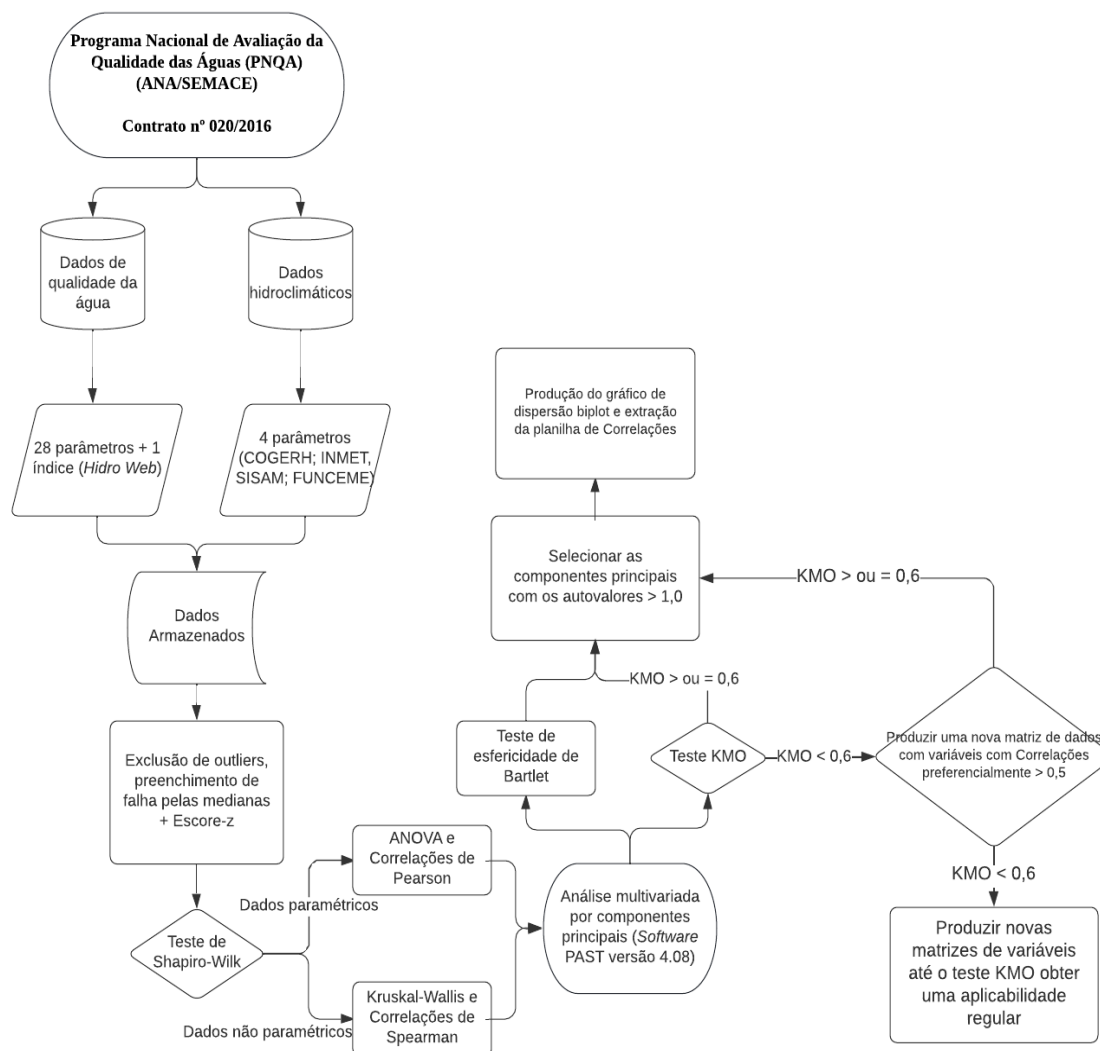 Programa Nacional de Avaliação da
Qualidade das Águas (PNQA)
(ANA/SEMACE)
Contrato nº 020/2016
Dados de
qualidade da
água
Dados
hidroclimáticos
28 parâmetros + 1
índice (Hidro Web)
4 parâmetros
(COGERH; INMET,
SISAM; FUNCEME)
Dados
Armazenados
Exclusão de outliers,
preenchimento de
falha pelas medianas
+ Escore-z
Teste de
Shapiro-Wilk
Dados paramétricos
Dados não paramétricos
ANOVA e
Correlações de
Pearson
Kruskal-Wallis e
Correlações de
Spearman
Análise multivariada
por componentes
principais (Software
PAST versão 4.08)
Teste de
esfericidade de
Bartlet
Teste KMO
KMO > ou = 0,6
KMO < 0,6
Produzir uma nova matriz de dados
com variáveis com Correlações
preferencialmente > 0,5
KMO > ou = 0,6
KMO < 0,6
Produzir novas
matrizes de variáveis
até o teste KMO obter
uma aplicabilidade
regular
Selecionar as
componentes principais
com os autovalores > 1,0
Produção do gráfico de
dispersão biplot e extração
da planilha de Correlações